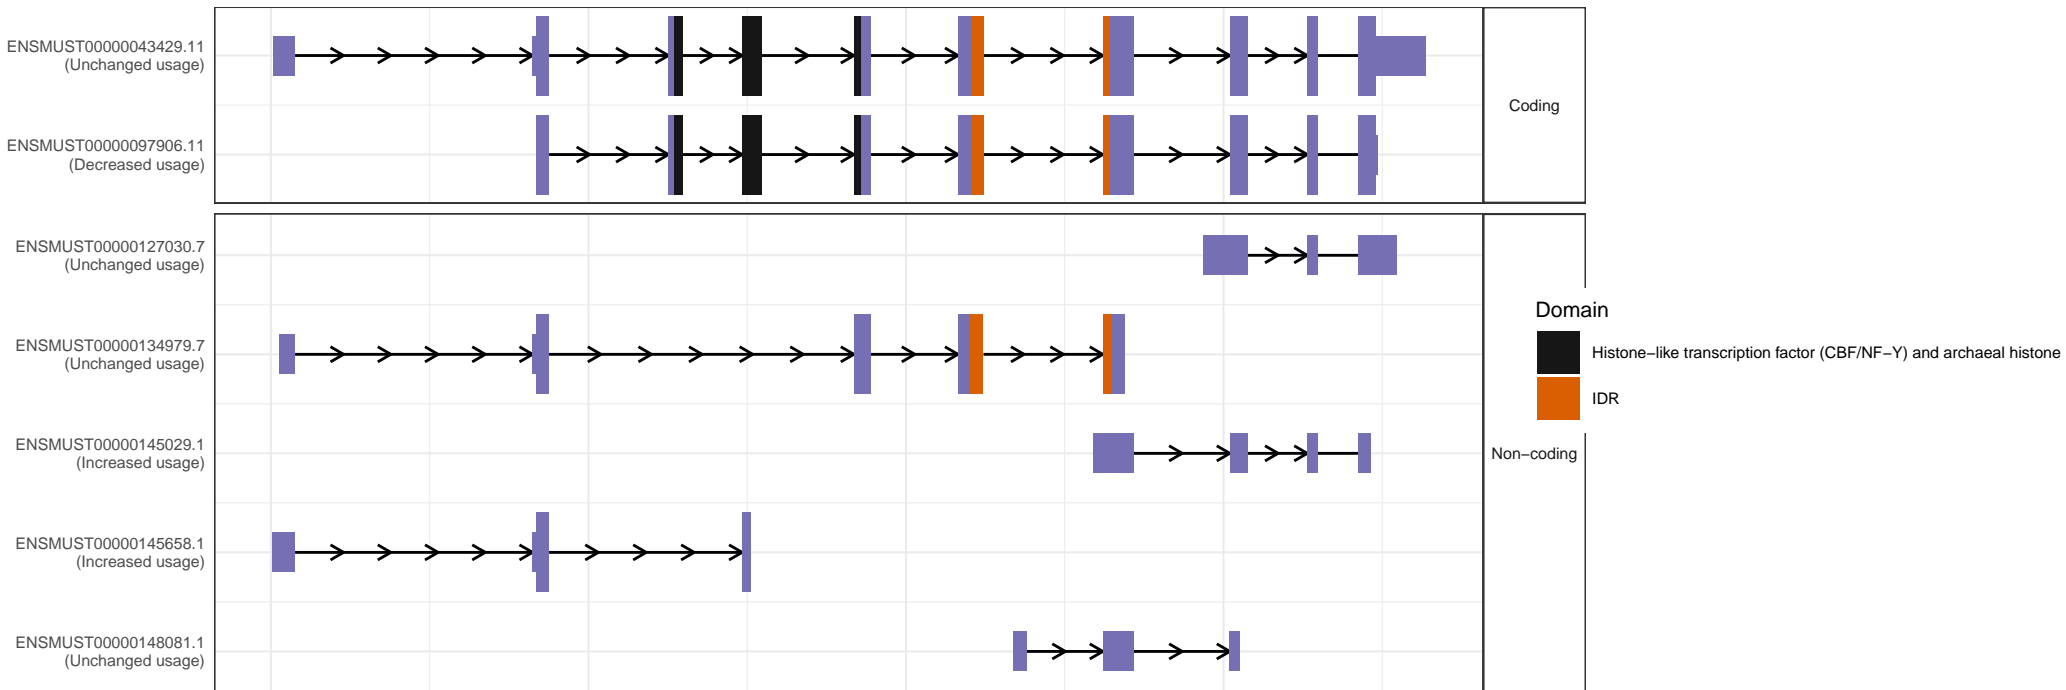 ENSMUST00000043429.11
(Unchanged usage)
ENSMUST00000097906.11
(Decreased usage)
Coding
ENSMUST00000127030.7
(Unchanged usage)
ENSMUST00000134979.7
(Unchanged usage)
ENSMUST00000145029.1
(Increased usage)
ENSMUST00000145658.1
(Increased usage)
ENSMUST00000148081.1
(Unchanged usage)
Non−coding
Domain
Histone−like transcription factor (CBF/NF−Y) and archaeal histone
IDR